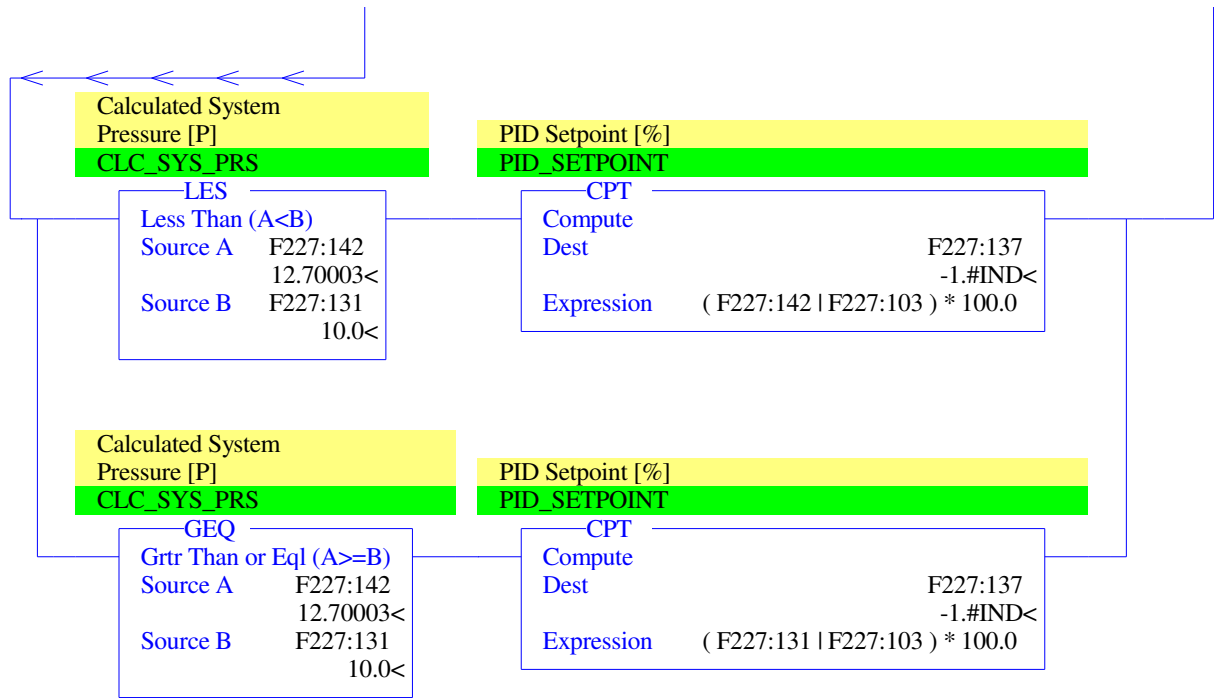 Calculated System
Pressure [P]
PID Setpoint [%]
CLC_SYS_PRS
PID_SETPOINT
LES
CPT
Less Than (A<B)
Compute
Source A F227:142
Dest F227:137
12.70003<
-1.#IND<
Source B F227:131
Expression ( F227:142 | F227:103 ) * 100.0
10.0<
Calculated System
Pressure [P]
PID Setpoint [%]
CLC_SYS_PRS
PID_SETPOINT
GEQ
CPT
Grtr Than or Eql (A>=B)
Compute
Source A F227:142
Dest F227:137
12.70003<
-1.#IND<
Source B F227:131
Expression ( F227:131 | F227:103 ) * 100.0
10.0<